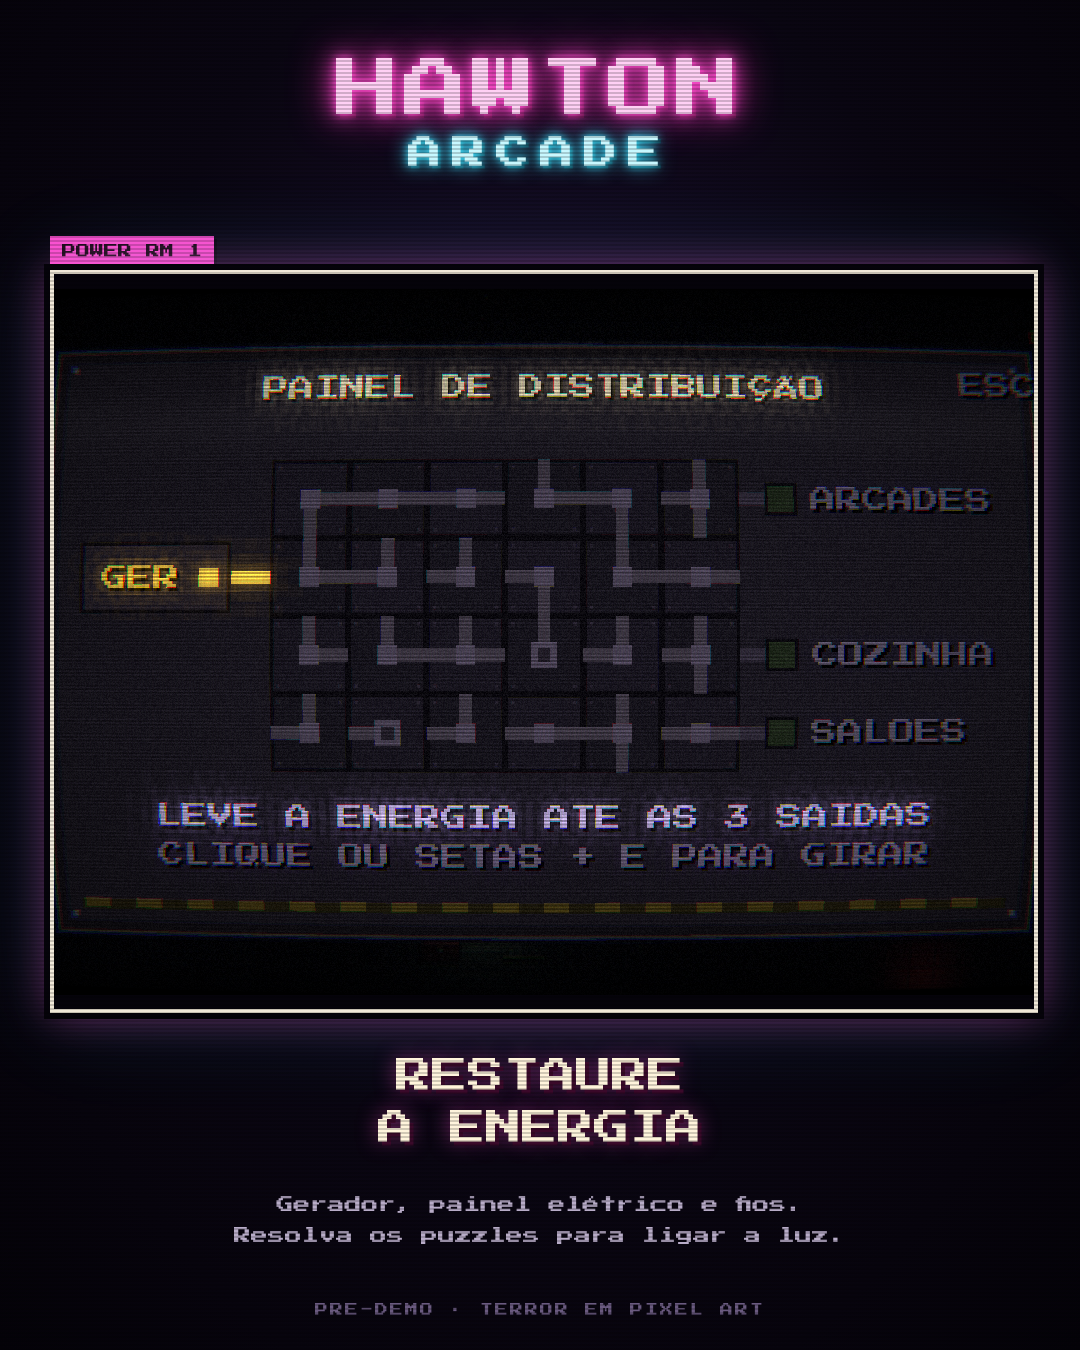 HAWTON
ARCADE
POWER RM 1
PAINEL DE DISTRIBUIÇAO
ESC
ARCADES
GER
COZINHA
SALOES
LEVE A ENERGIA ATE AS 3 SAIDAS
CLIQUE OU SETAS + E PARA GIRAR
RESTAURE
A ENERGIA
Gerador, painel elétrico e fios.
Resolva os puzzles para ligar a luz.
PRE-DEMO · TERROR EM PIXEL ART